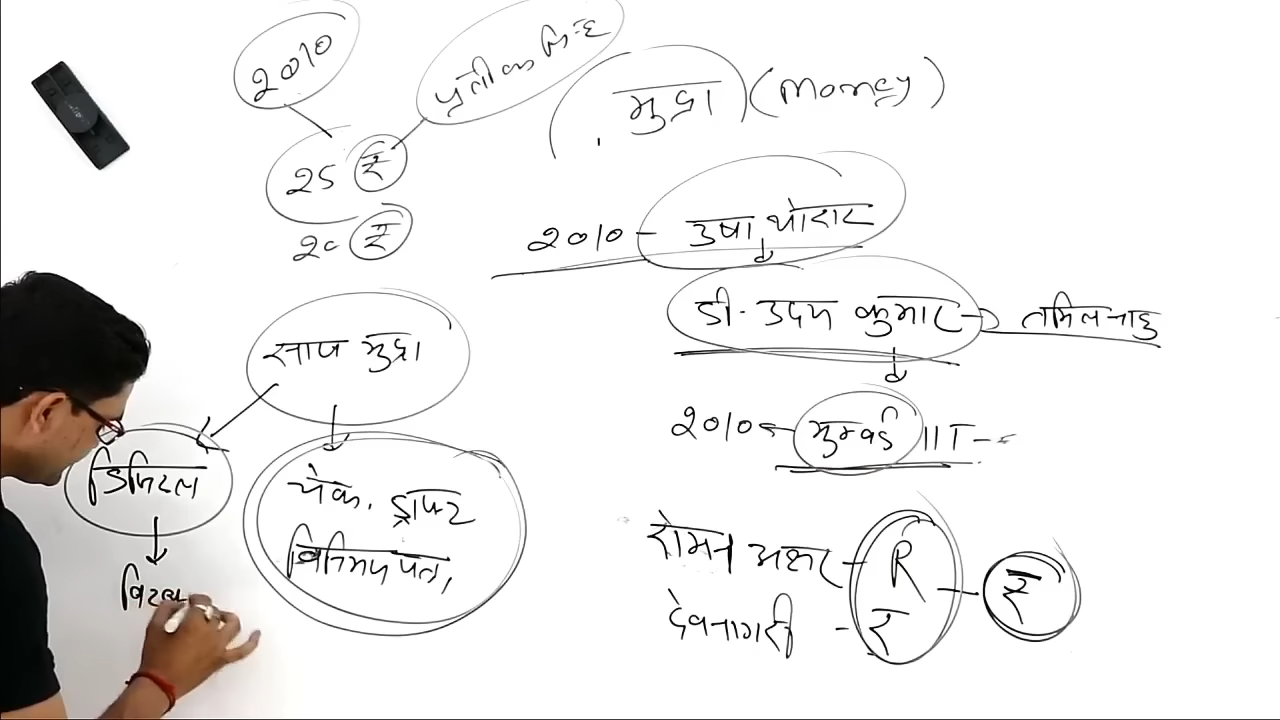 मुद्रा (money)
2010
प्रतीक चिन्ह
25 ₹
20 ₹
2010 - उषा थोराट
डी. उदय कुमार - तमिलनाडु
2010 मुम्बई IIT -
रोमन अक्षर - R
देवनागरी - र
₹
साख मुद्रा
डिजिटल
चेक, ड्राफ्ट
विनिमय पत्र,